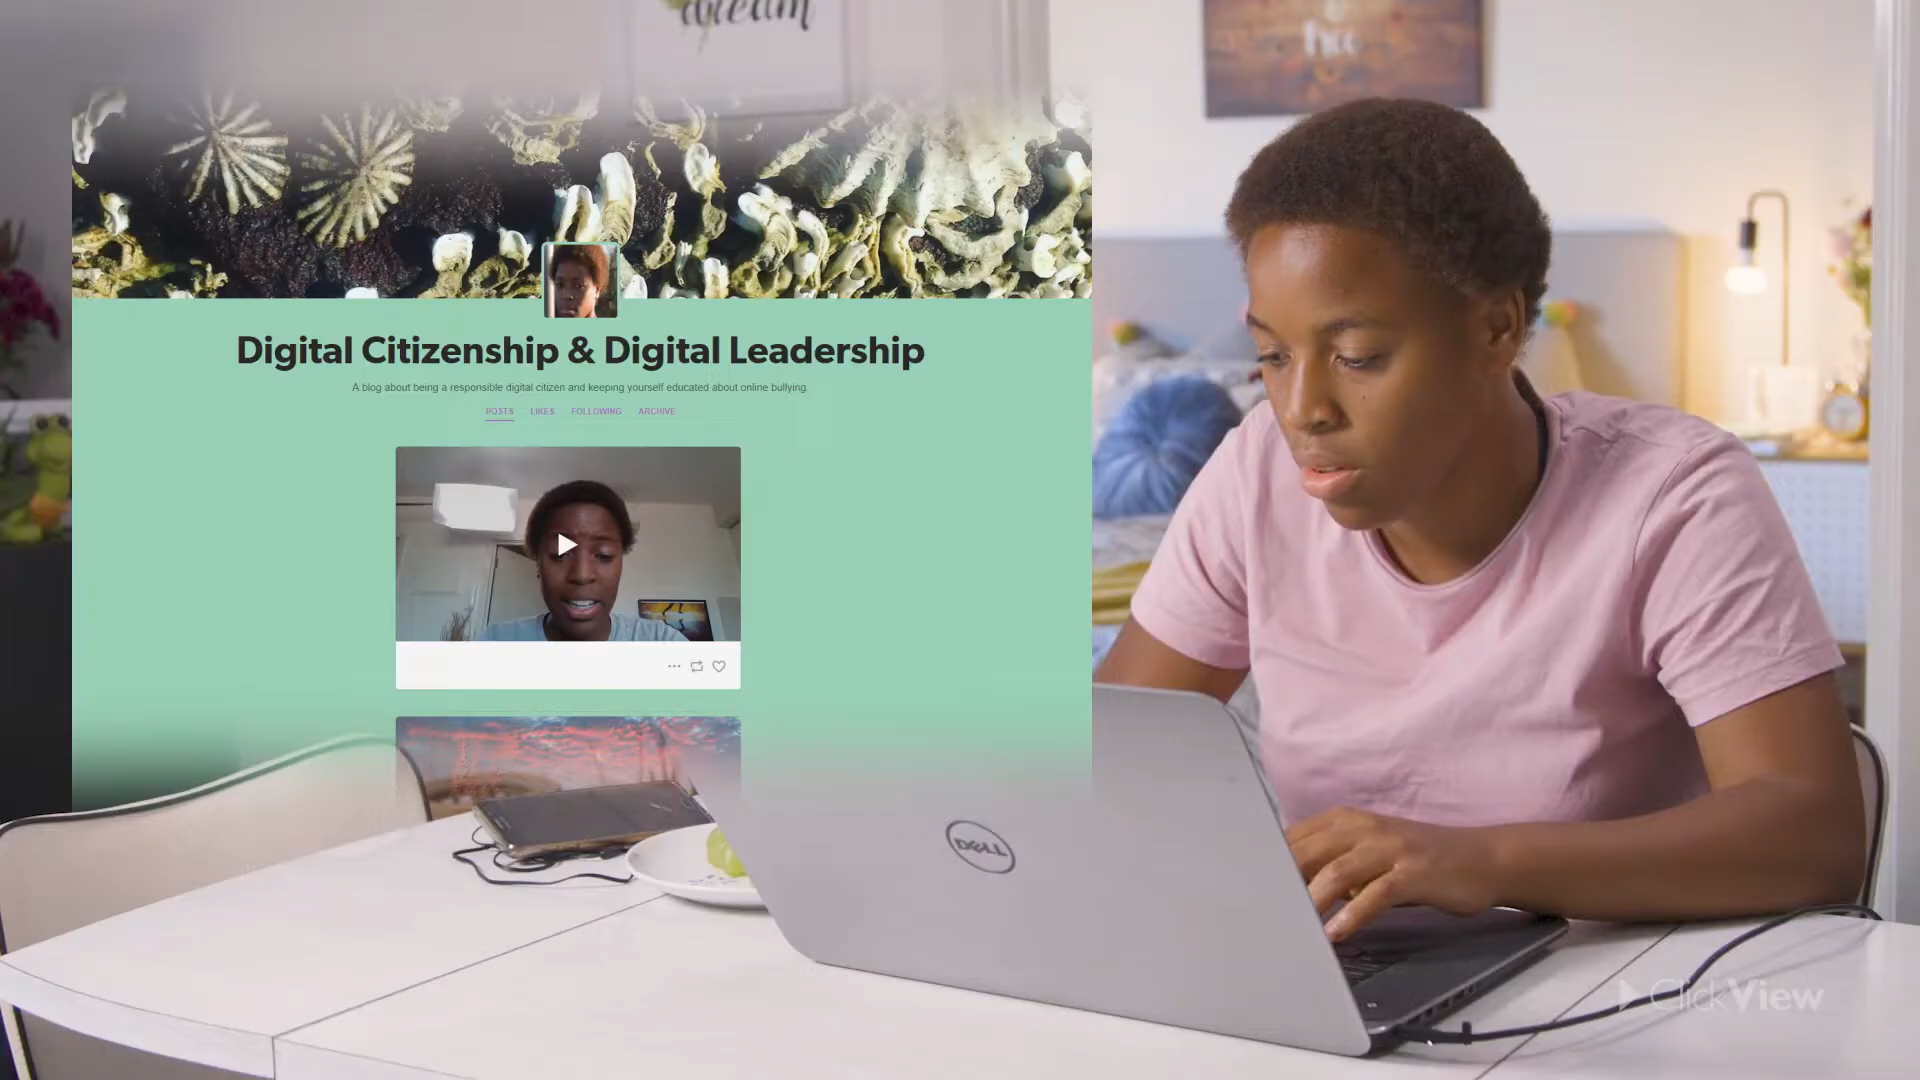 dream
Digital Citizenship & Digital Leadership
A blog about being a responsible digital citizen and keeping yourself educated about online bullying.
POSTS LIKES FOLLOWING ARCHIVE
DELL
ClickView